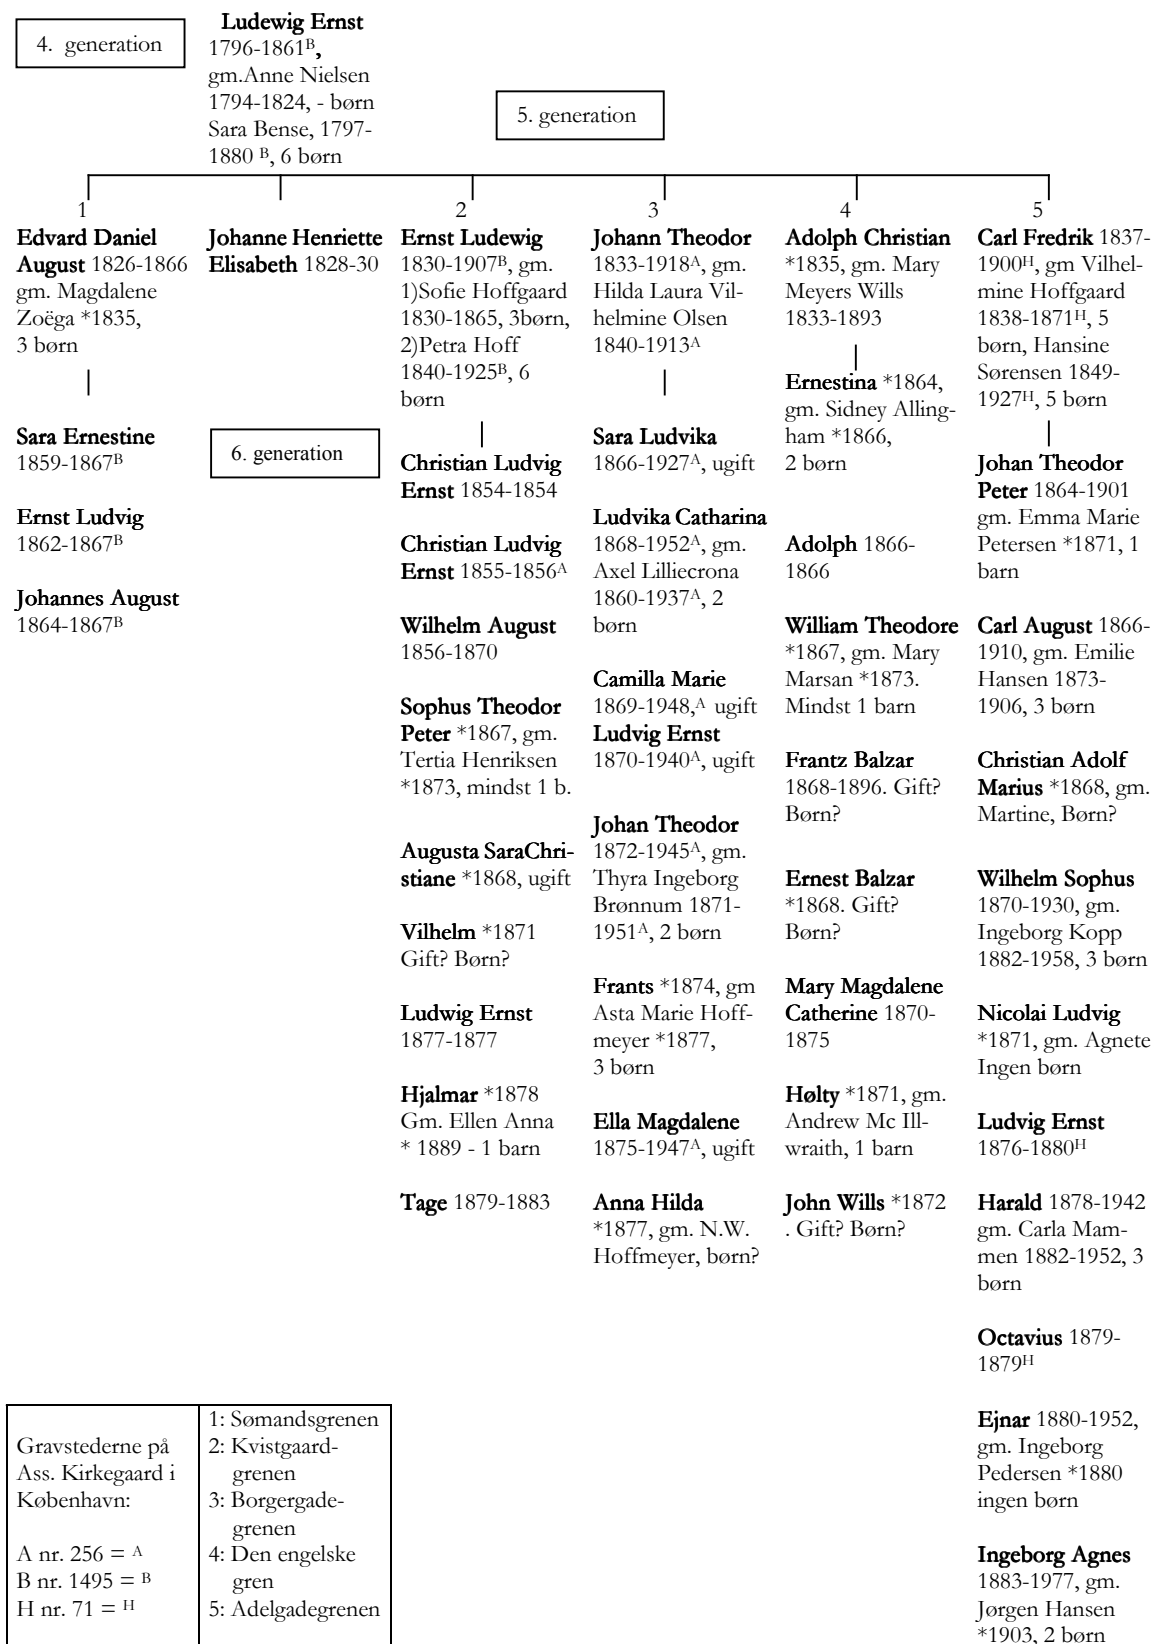 4. generation
Ludewig Ernst
1796-1861ᴮ,
gm.Anne Nielsen
1794-1824, - børn
Sara Bense, 1797-
1880 ᴮ, 6 børn
5. generation
1
Edvard Daniel
August 1826-1866
gm. Magdalene
Zoëga *1835,
3 børn
Sara Ernestine
1859-1867ᴮ
Ernst Ludvig
1862-1867ᴮ
Johannes August
1864-1867ᴮ
Johanne Henriette
Elisabeth 1828-30
6. generation
2
Ernst Ludewig
1830-1907ᴮ, gm.
1)Sofie Hoffgaard
1830-1865, 3børn,
2)Petra Hoff
1840-1925ᴮ, 6
børn
Christian Ludvig
Ernst 1854-1854
Christian Ludvig
Ernst 1855-1856ᴬ
Wilhelm August
1856-1870
Sophus Theodor
Peter *1867, gm.
Tertia Henriksen
*1873, mindst 1 b.
Augusta SaraChri-
stiane *1868, ugift
Vilhelm *1871
Gift? Børn?
Ludwig Ernst
1877-1877
Hjalmar *1878
Gm. Ellen Anna
* 1889 - 1 barn
Tage 1879-1883
3
Johann Theodor
1833-1918ᴬ, gm.
Hilda Laura Vil-
helmine Olsen
1840-1913ᴬ
Sara Ludvika
1866-1927ᴬ, ugift
Ludvika Catharina
1868-1952ᴬ, gm.
Axel Lilliecrona
1860-1937ᴬ, 2
børn
Camilla Marie
1869-1948,ᴬ ugift
Ludvig Ernst
1870-1940ᴬ, ugift
Johan Theodor
1872-1945ᴬ, gm.
Thyra Ingeborg
Brønnum 1871-
1951ᴬ, 2 børn
Frants *1874, gm
Asta Marie Hoff-
meyer *1877,
3 børn
Ella Magdalene
1875-1947ᴬ, ugift
Anna Hilda
*1877, gm. N.W.
Hoffmeyer, børn?
4
Adolph Christian
*1835, gm. Mary
Meyers Wills
1833-1893
Ernestina *1864,
gm. Sidney Alling-
ham *1866,
2 børn
Adolph 1866-
1866
William Theodore
*1867, gm. Mary
Marsan *1873.
Mindst 1 barn
Frantz Balzar
1868-1896. Gift?
Børn?
Ernest Balzar
*1868. Gift?
Børn?
Mary Magdalene
Catherine 1870-
1875
Hølty *1871, gm.
Andrew Mc Ill-
wraith, 1 barn
John Wills *1872
. Gift? Børn?
5
Carl Fredrik 1837-
1900ᴴ, gm Vilhel-
mine Hoffgaard
1838-1871ᴴ, 5
børn, Hansine
Sørensen 1849-
1927ᴴ, 5 børn
Johan Theodor
Peter 1864-1901
gm. Emma Marie
Petersen *1871, 1
barn
Carl August 1866-
1910, gm. Emilie
Hansen 1873-
1906, 3 børn
Christian Adolf
Marius *1868, gm.
Martine, Børn?
Wilhelm Sophus
1870-1930, gm.
Ingeborg Kopp
1882-1958, 3 børn
Nicolai Ludvig
*1871, gm. Agnete
Ingen børn
Ludvig Ernst
1876-1880ᴴ
Harald 1878-1942
gm. Carla Mam-
men 1882-1952, 3
børn
Octavius 1879-
1879ᴴ
Ejnar 1880-1952,
gm. Ingeborg
Pedersen *1880
ingen børn
Ingeborg Agnes
1883-1977, gm.
Jørgen Hansen
*1903, 2 børn
Gravstederne på
Ass. Kirkegaard i
København:
A nr. 256 = ᴬ
B nr. 1495 = ᴮ
H nr. 71 = ᴴ
1: Sømandsgrenen
2: Kvistgaard-
grenen
3: Borgergade-
grenen
4: Den engelske
gren
5: Adelgadegrenen